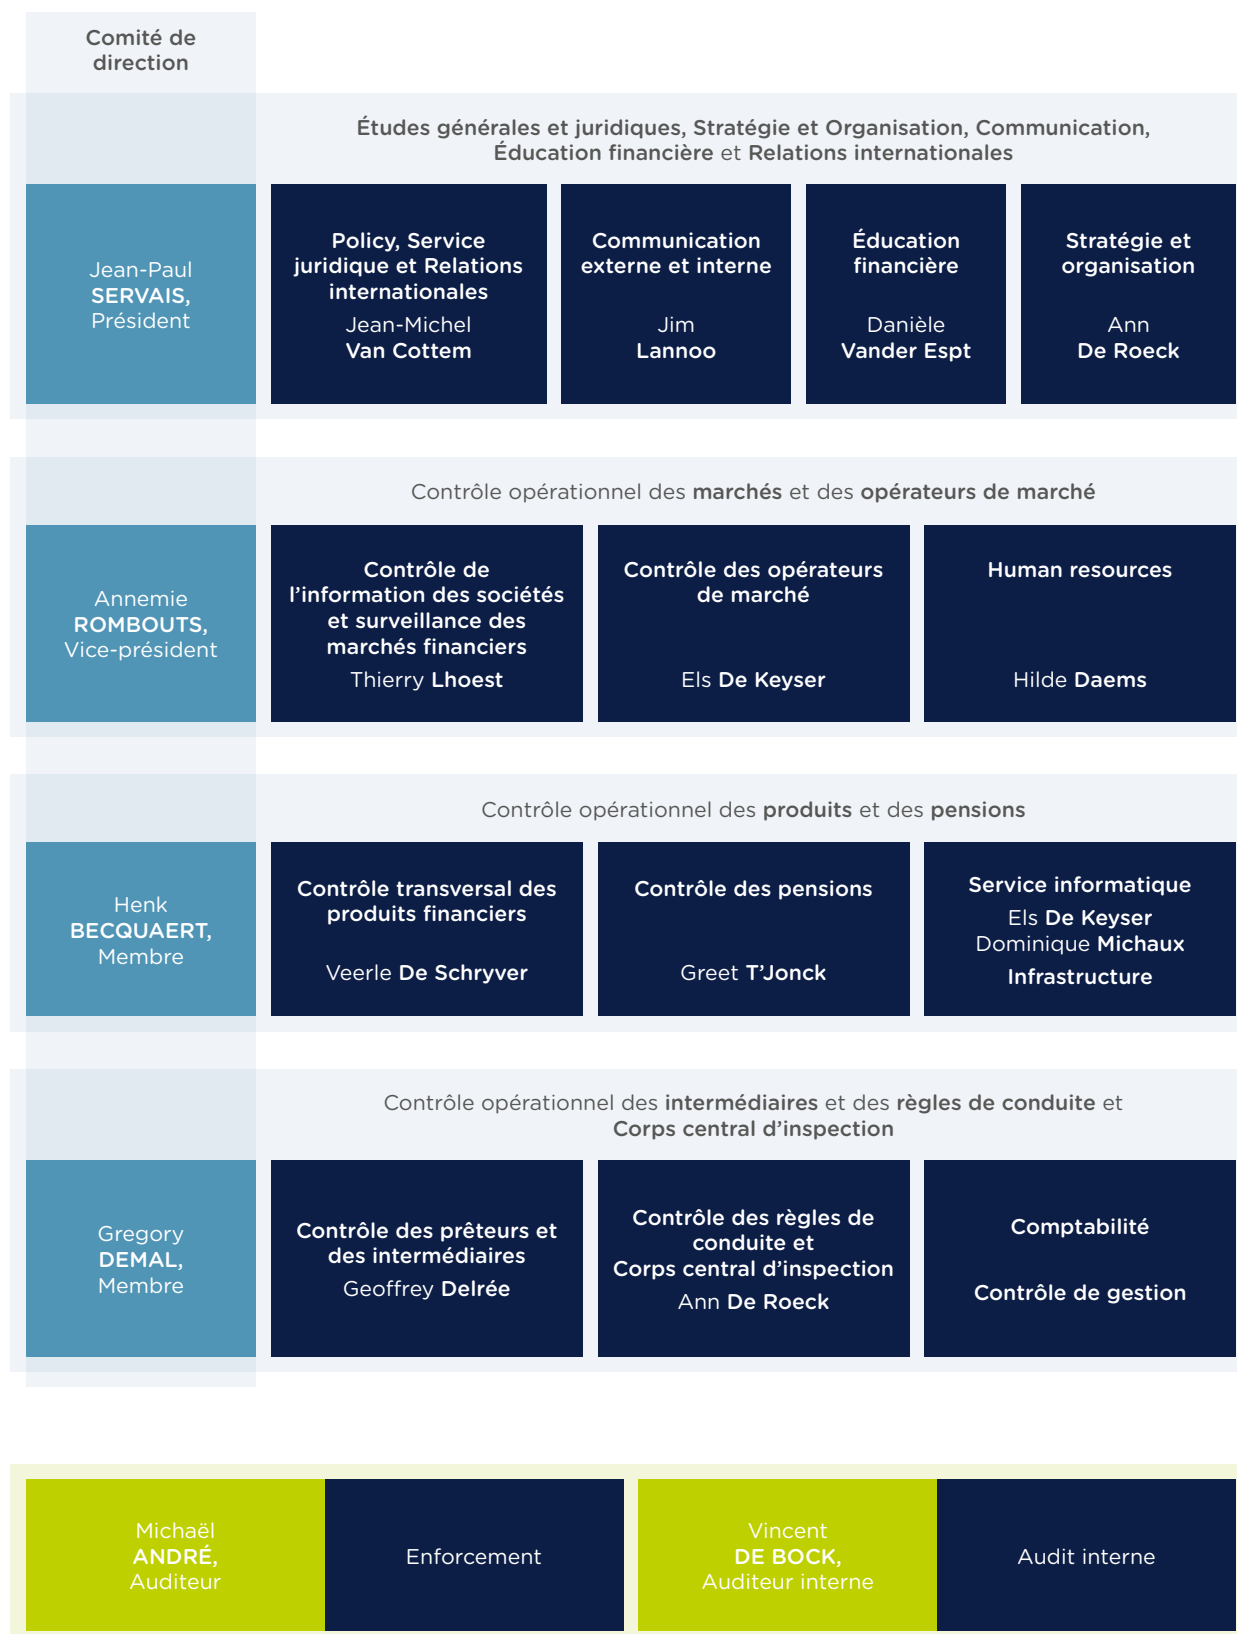 Comité de
direction
Études générales et juridiques, Stratégie et Organisation, Communication,
Éducation financière et Relations internationales
Jean-Paul
SERVAIS,
Président
Policy, Service
juridique et Relations
internationales
Jean-Michel
Van Cottem
Communication
externe et interne
Jim
Lannoo
Éducation
financière
Danièle
Vander Espt
Stratégie et
organisation
Ann
De Roeck
Contrôle opérationnel des marchés et des opérateurs de marché
Annemie
ROMBOUTS,
Vice-président
Contrôle de
l’information des sociétés
et surveillance des
marchés financiers
Thierry Lhoest
Contrôle des opérateurs
de marché
Els De Keyser
Human resources
Hilde Daems
Contrôle opérationnel des produits et des pensions
Henk
BECQUAERT,
Membre
Contrôle transversal des
produits financiers
Veerle De Schryver
Contrôle des pensions
Greet T’Jonck
Service informatique
Els De Keyser
Dominique Michaux
Infrastructure
Contrôle opérationnel des intermédiaires et des règles de conduite et
Corps central d’inspection
Gregory
DEMAL,
Membre
Contrôle des prêteurs et
des intermédiaires
Geoffrey Delrée
Contrôle des règles de
conduite et
Corps central d’inspection
Ann De Roeck
Comptabilité
Contrôle de gestion
Michaël
ANDRÉ,
Auditeur
Enforcement
Vincent
DE BOCK,
Auditeur interne
Audit interne